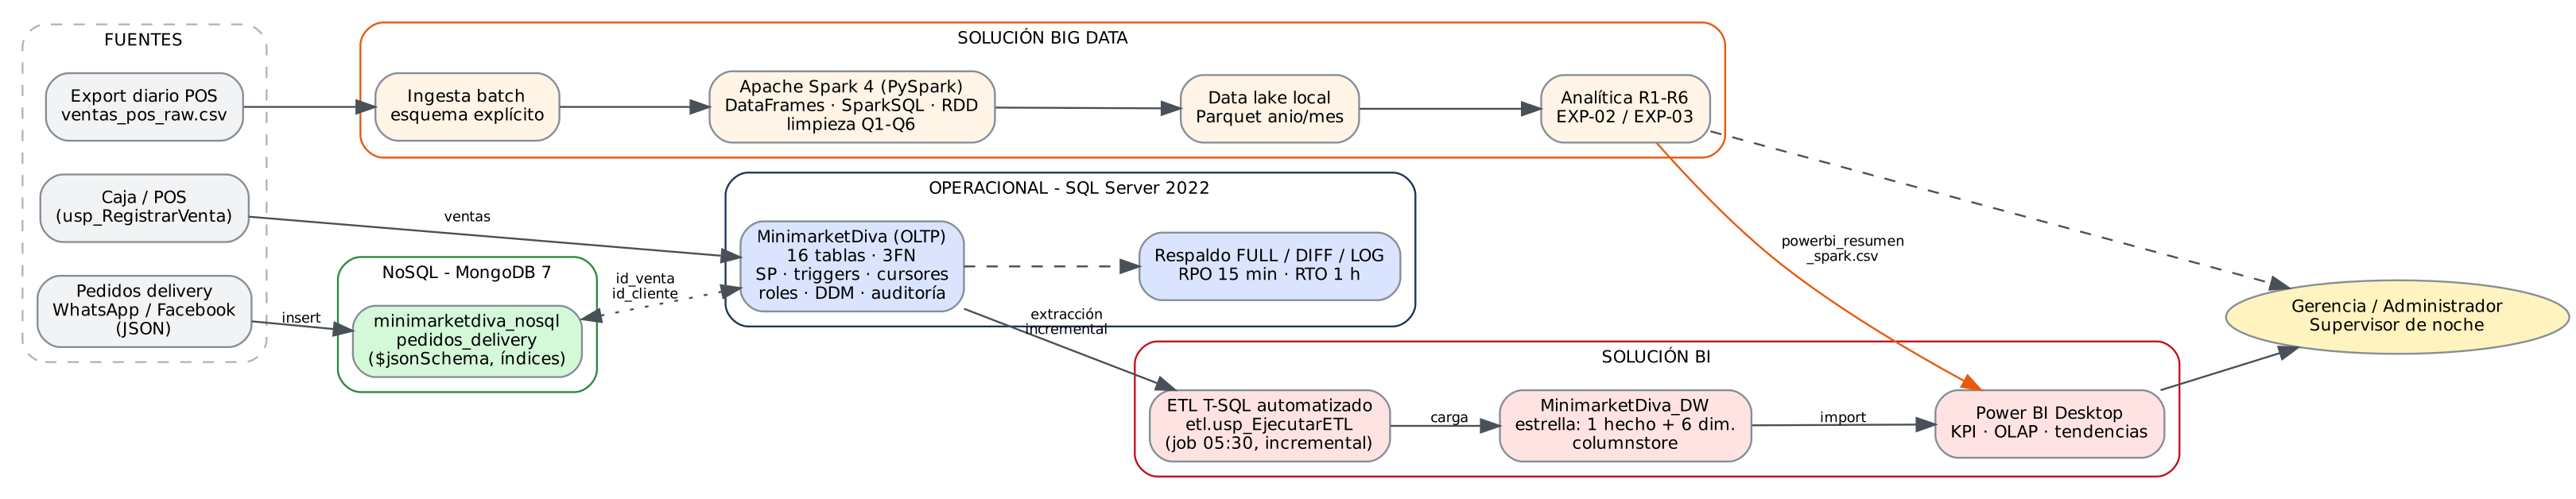 FUENTES
Export diario POS
ventas_pos_raw.csv
Caja / POS
(usp_RegistrarVenta)
Pedidos delivery
WhatsApp / Facebook
(JSON)
SOLUCIÓN BIG DATA
Ingesta batch
esquema explícito
Apache Spark 4 (PySpark)
DataFrames · SparkSQL · RDD
limpieza Q1-Q6
Data lake local
Parquet anio/mes
Analítica R1-R6
EXP-02 / EXP-03
ventas
insert
NoSQL - MongoDB 7
minimarketdiva_nosql
pedidos_delivery
($jsonSchema, índices)
id_venta
id_cliente
OPERACIONAL - SQL Server 2022
MinimarketDiva (OLTP)
16 tablas · 3FN
SP · triggers · cursores
roles · DDM · auditoría
Respaldo FULL / DIFF / LOG
RPO 15 min · RTO 1 h
extracción
incremental
powerbi_resumen
_spark.csv
SOLUCIÓN BI
ETL T-SQL automatizado
etl.usp_EjecutarETL
(job 05:30, incremental)
carga
MinimarketDiva_DW
estrella: 1 hecho + 6 dim.
columnstore
import
Power BI Desktop
KPI · OLAP · tendencias
Gerencia / Administrador
Supervisor de noche